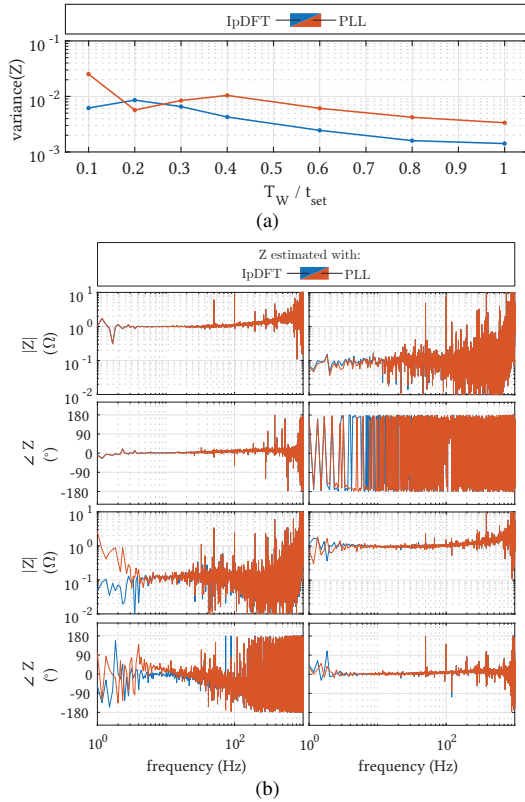 IpDFT PLL
variance(Z)
10^-1
10^-2
10^-3
0.1 0.2 0.3 0.4 0.5 0.6 0.7 0.8 0.9 1
T_W / t_set
(a)
Z estimated with:
IpDFT PLL
|Z|
(Ω)
10^1
10^0
10^-1
10^-2
∠ Z
(°)
180
90
0
-90
-180
|Z|
(Ω)
10^1
10^0
10^-1
10^-2
∠ Z
(°)
180
90
0
-90
-180
10^0 10^2 10^0 10^2
frequency (Hz) frequency (Hz)
(b)